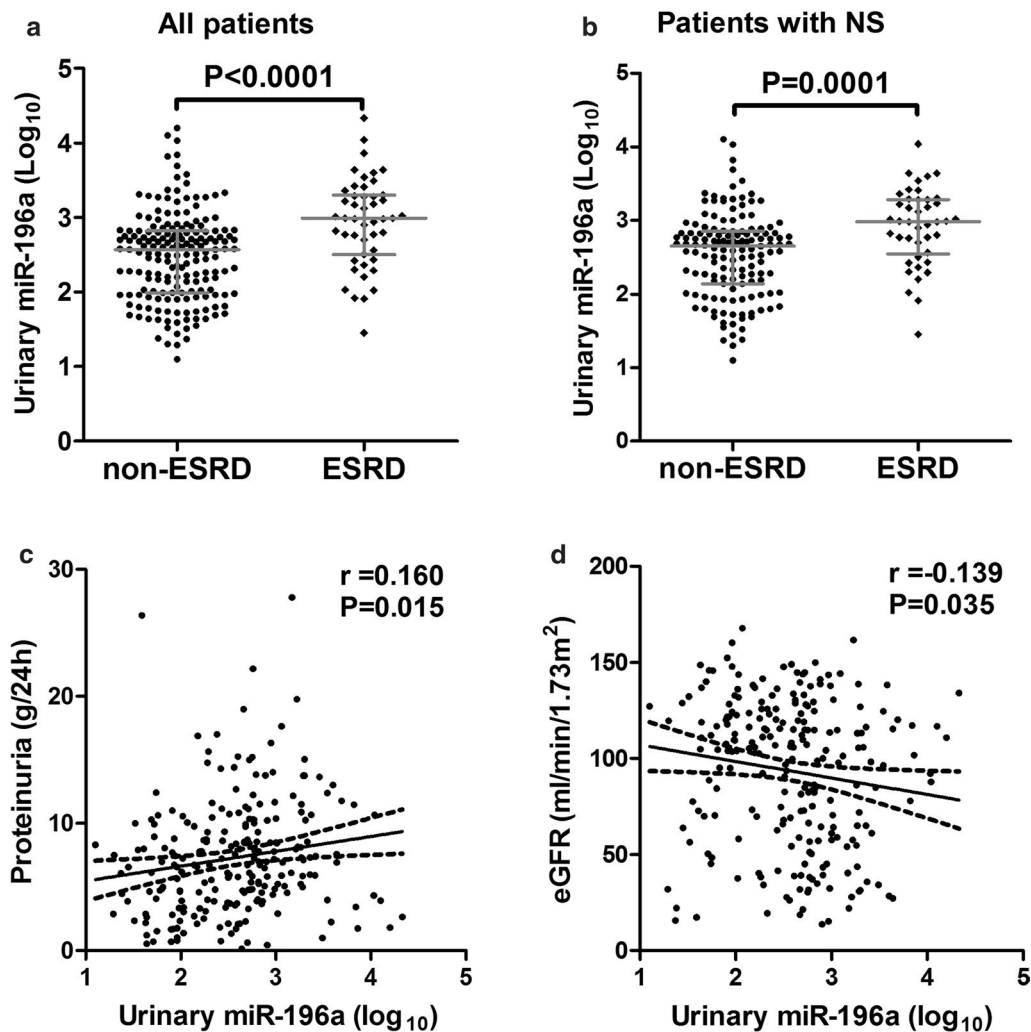 a
All patients
P<0.0001
Urinary miR-196a (Log10)
5
4
3
2
1
0
non-ESRD
ESRD
b
Patients with NS
P=0.0001
Urinary miR-196a (Log10)
5
4
3
2
1
0
non-ESRD
ESRD
c
r =0.160
P=0.015
Proteinuria (g/24h)
30
20
10
0
1
2
3
4
5
Urinary miR-196a (log10)
d
r =-0.139
P=0.035
eGFR (ml/min/1.73m2)
200
150
100
50
0
1
2
3
4
5
Urinary miR-196a (log10)